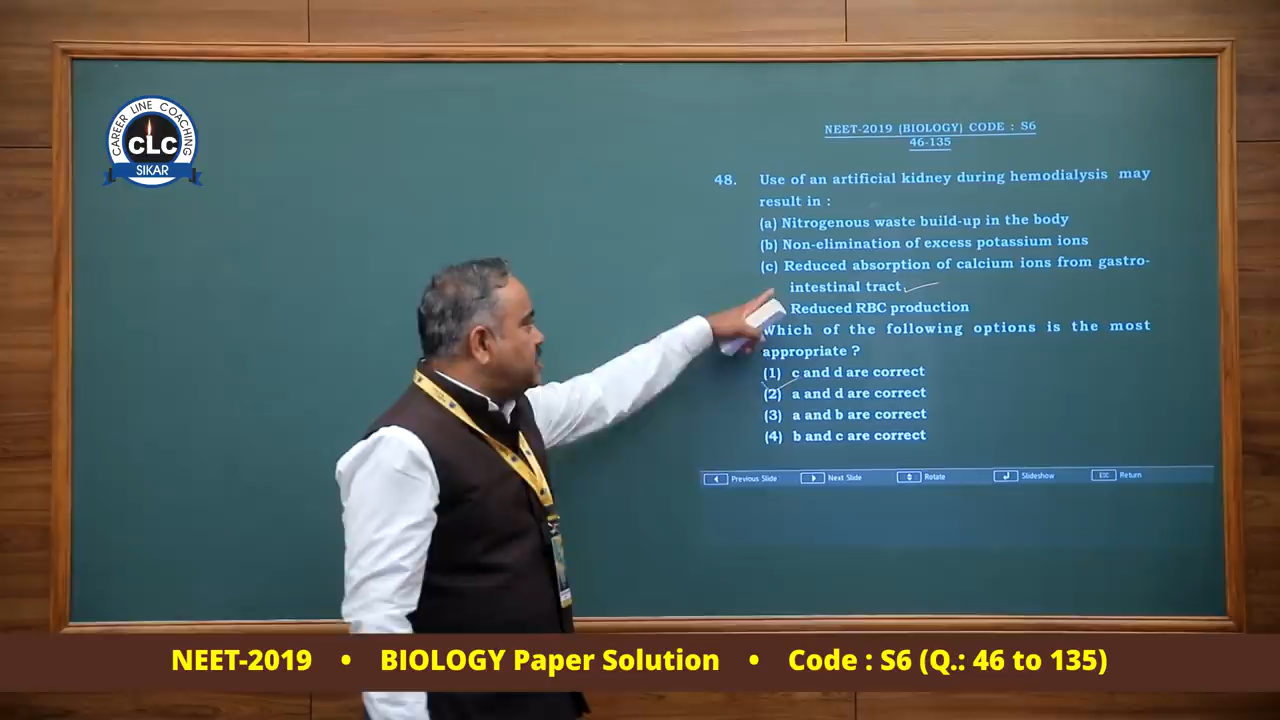 CAREER LINE COACHING
CLC
SIKAR
NEET-2019 (BIOLOGY) CODE : S6
46-135
48. Use of an artificial kidney during hemodialysis may
result in :
(a) Nitrogenous waste build-up in the body
(b) Non-elimination of excess potassium ions
(c) Reduced absorption of calcium ions from gastro-
intestinal tract
Reduced RBC production
Which of the following options is the most
appropriate ?
(1) c and d are correct
(2) a and d are correct
(3) a and b are correct
(4) b and c are correct
Previous Slide Next Slide Rotate Slideshow ESC Return
NEET-2019 • BIOLOGY Paper Solution • Code : S6 (Q.: 46 to 135)